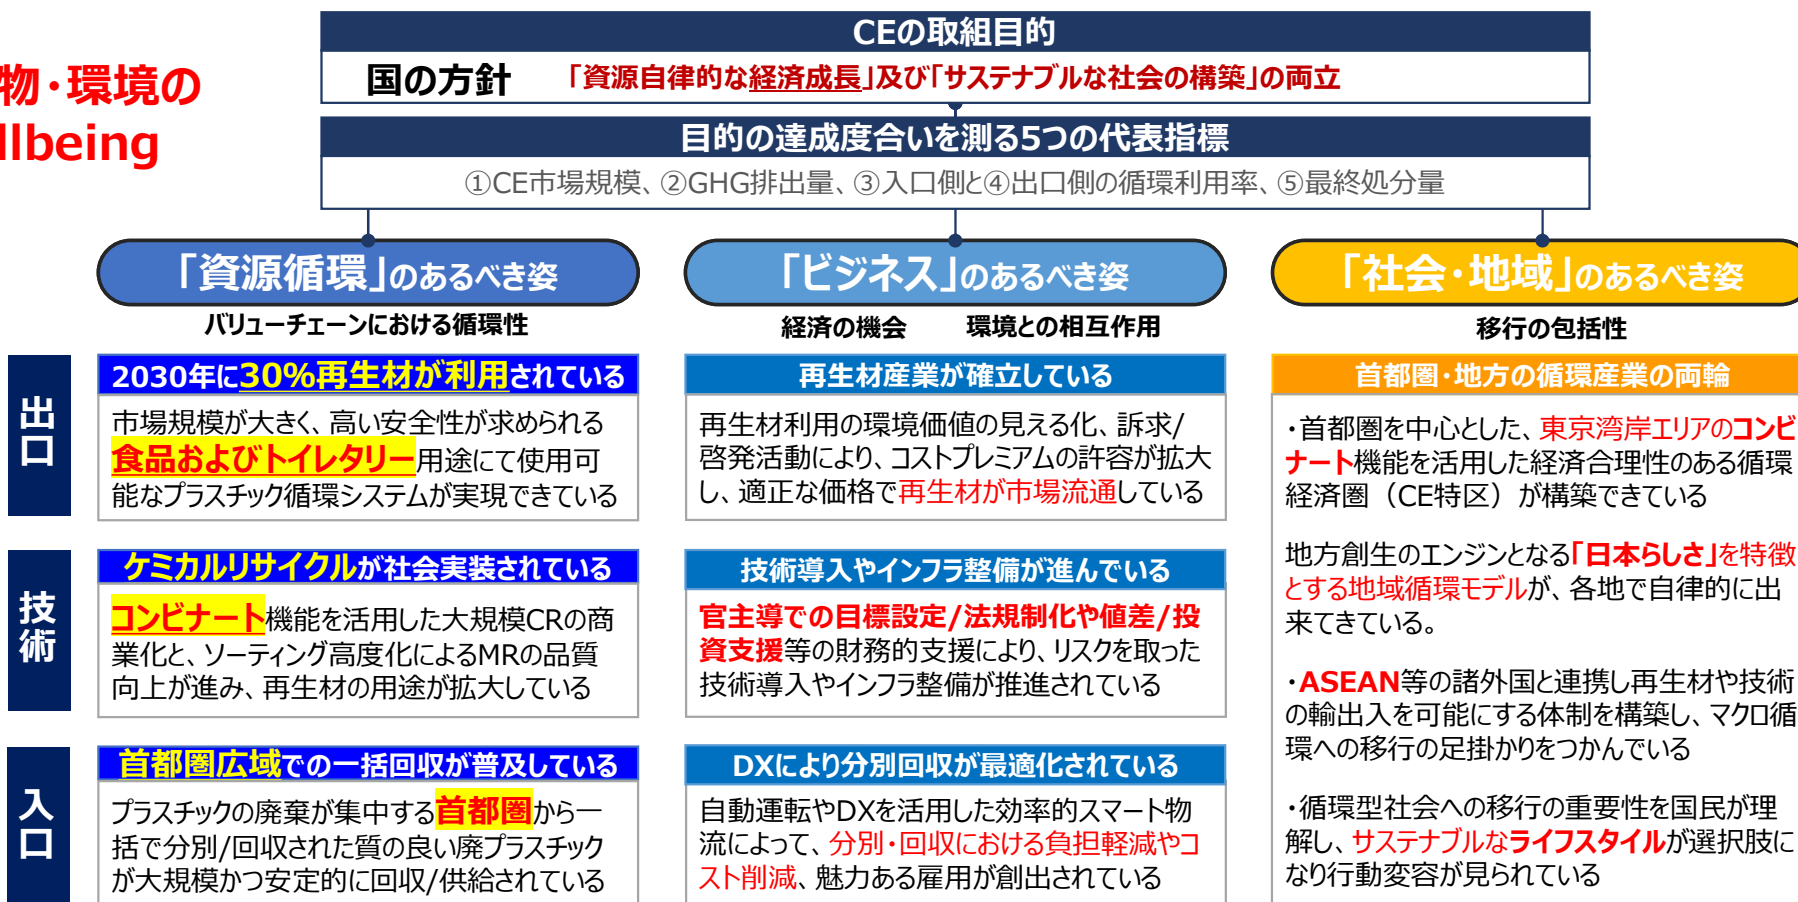 物・環境の
llbeing
CEの取組目的
国の方針 「資源自律的な経済成長」及び「サステナブルな社会の構築」の両立
目的の達成度合いを測る5つの代表指標
①CE市場規模、②GHG排出量、③入口側と④出口側の循環利用率、⑤最終処分量
「資源循環」のあるべき姿
バリューチェーンにおける循環性
「ビジネス」のあるべき姿
経済の機会 環境との相互作用
「社会・地域」のあるべき姿
移行の包括性
出口
2030年に30%再生材が利用されている
市場規模が大きく、高い安全性が求められる
食品およびトイレタリー用途にて使用可
能なプラスチック循環システムが実現できている
再生材産業が確立している
再生材利用の環境価値の見える化、訴求/
啓発活動により、コストプレミアムの許容が拡大
し、適正な価格で再生材が市場流通している
技術
ケミカルリサイクルが社会実装されている
コンビナート機能を活用した大規模CRの商
業化と、ソーティング高度化によるMRの品質
向上が進み、再生材の用途が拡大している
技術導入やインフラ整備が進んでいる
官主導での目標設定/法規制化や値差/投
資支援等の財務的支援により、リスクを取った
技術導入やインフラ整備が推進されている
入口
首都圏広域での一括回収が普及している
プラスチックの廃棄が集中する首都圏から一
括で分別/回収された質の良い廃プラスチック
が大規模かつ安定的に回収/供給されている
DXにより分別回収が最適化されている
自動運転やDXを活用した効率的スマート物
流によって、分別・回収における負担軽減やコ
スト削減、魅力ある雇用が創出されている
首都圏・地方の循環産業の両輪
・首都圏を中心とした、東京湾岸エリアのコンビ
ナート機能を活用した経済合理性のある循環
経済圏（CE特区）が構築できている
地方創生のエンジンとなる「日本らしさ」を特徴
とする地域循環モデルが、各地で自律的に出
来てきている。
・ASEAN等の諸外国と連携し再生材や技術
の輸出入を可能にする体制を構築し、マクロ循
環への移行の足掛かりをつかんでいる
・循環型社会への移行の重要性を国民が理
解し、サステナブルなライフスタイルが選択肢に
なり行動変容が見られている